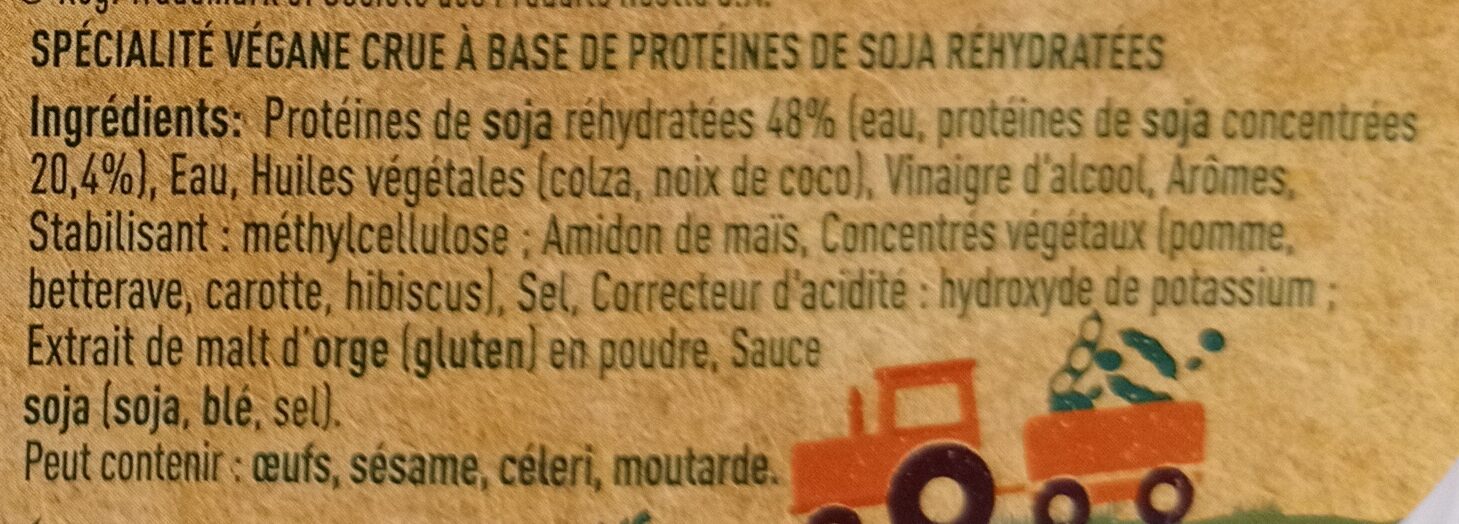 SPÉCIALITÉ VÉGANE CRUE À BASE DE PROTÉINES DE SOJA RÉHYDRATÉES
Ingrédients: Protéines de soja réhydratées 48% (eau, protéines de soja concentrées
20,4%), Eau, Huiles végétales (colza, noix de coco), Vinaigre d'alcool, Arômes,
Stabilisant : méthylcellulose ; Amidon de maïs, Concentrés végétaux (pomme,
betterave, carotte, hibiscus), Sel, Correcteur d'acidité : hydroxyde de potassium ;
Extrait de malt d'orge (gluten) en poudre, Sauce
soja (soja, blé, sel).
Peut contenir : œufs, sésame, céleri, moutarde.